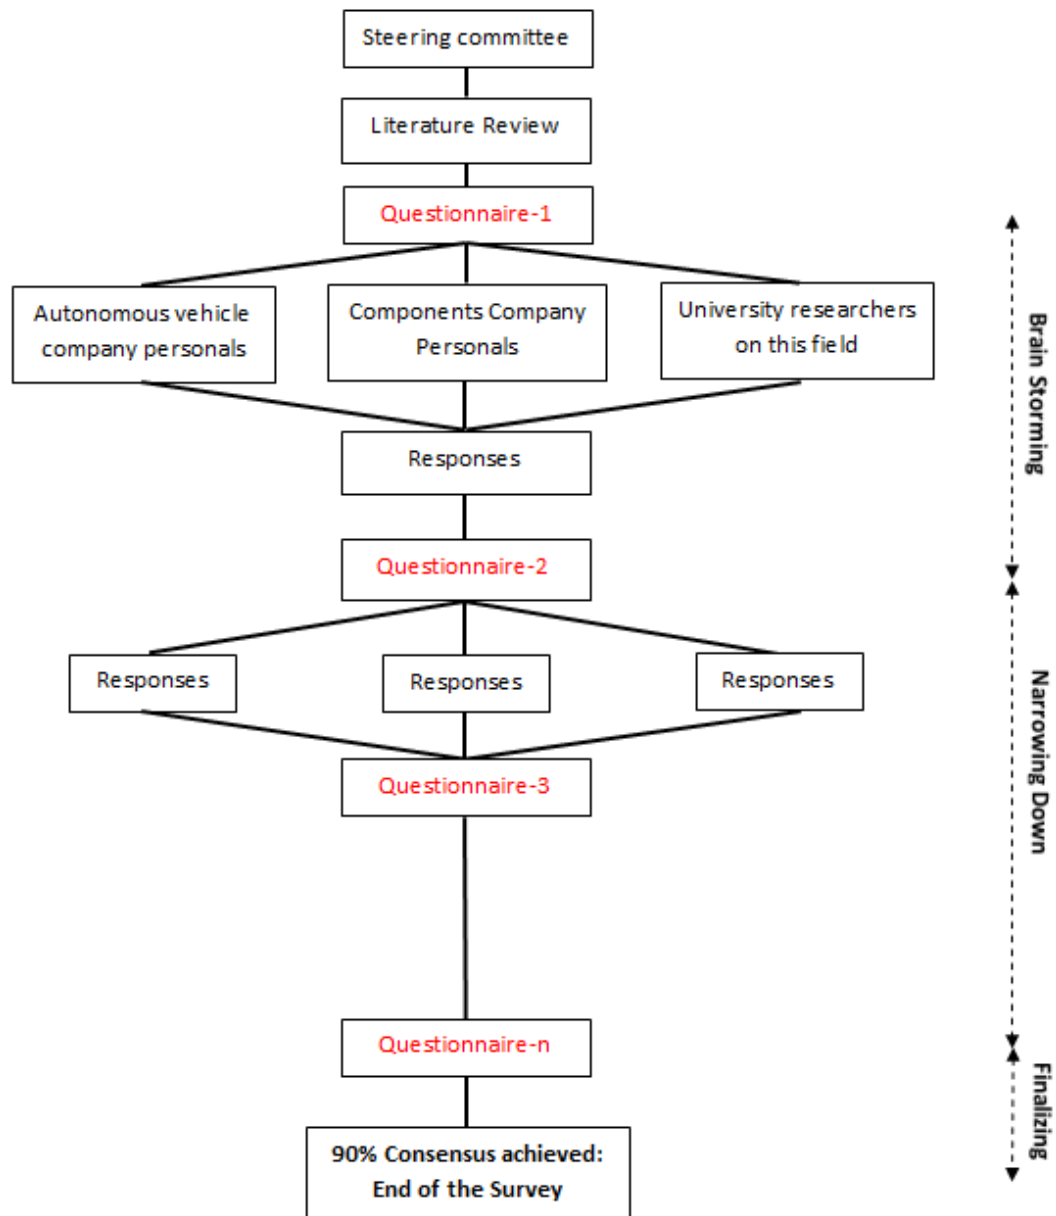 Steering committee
Literature Review
Questionnaire-1
Autonomous vehicle
company personals
Components Company
Personals
University researchers
on this field
Responses
Questionnaire-2
Responses
Responses
Responses
Questionnaire-3
Questionnaire-n
90% Consensus achieved:
End of the Survey
Brain Storming
Narrowing Down
Finalizing